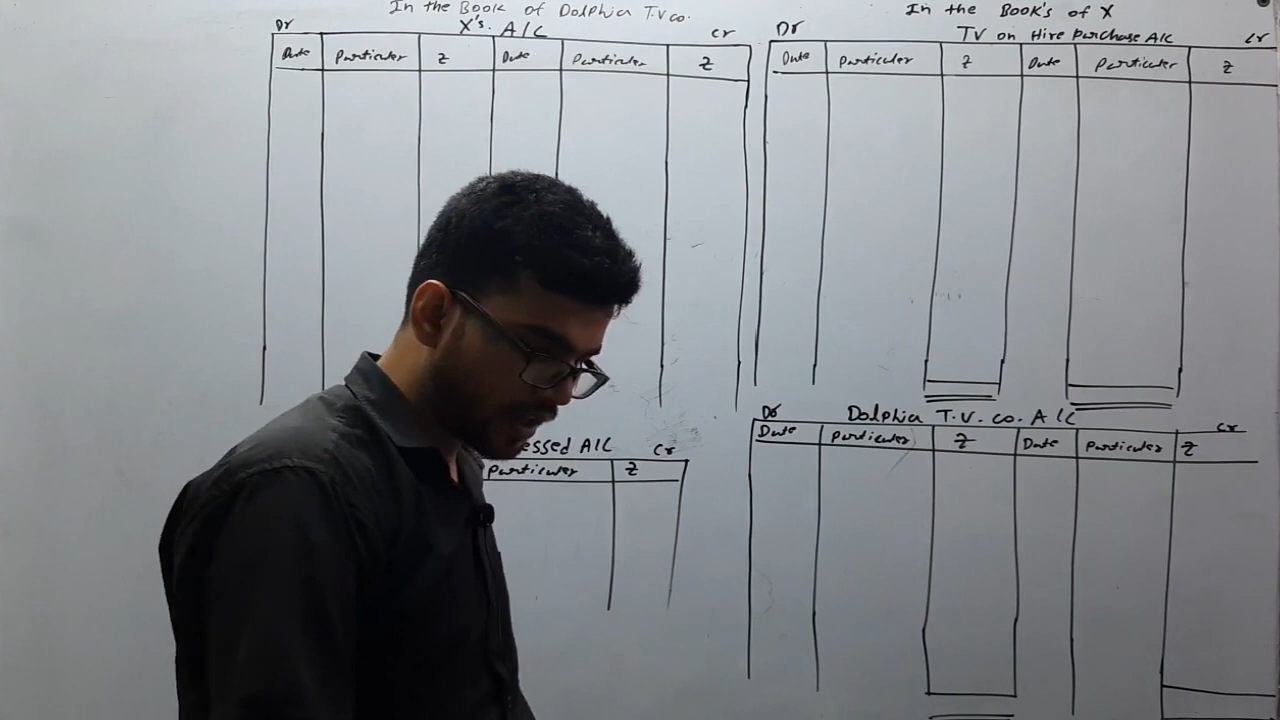 In the Book of Dolphin T.V co.
X's. A/C
Dr
cr
Date Particular ₹ Date Particular ₹
In the Book's of X
TV on Hire purchase A/C
Dr
cr
Date Particular ₹ Date Particular ₹
essed A/C
cr
Particular ₹
Dolphin T.V. co. A/C
Dr
cr
Date Particular ₹ Date Particular ₹